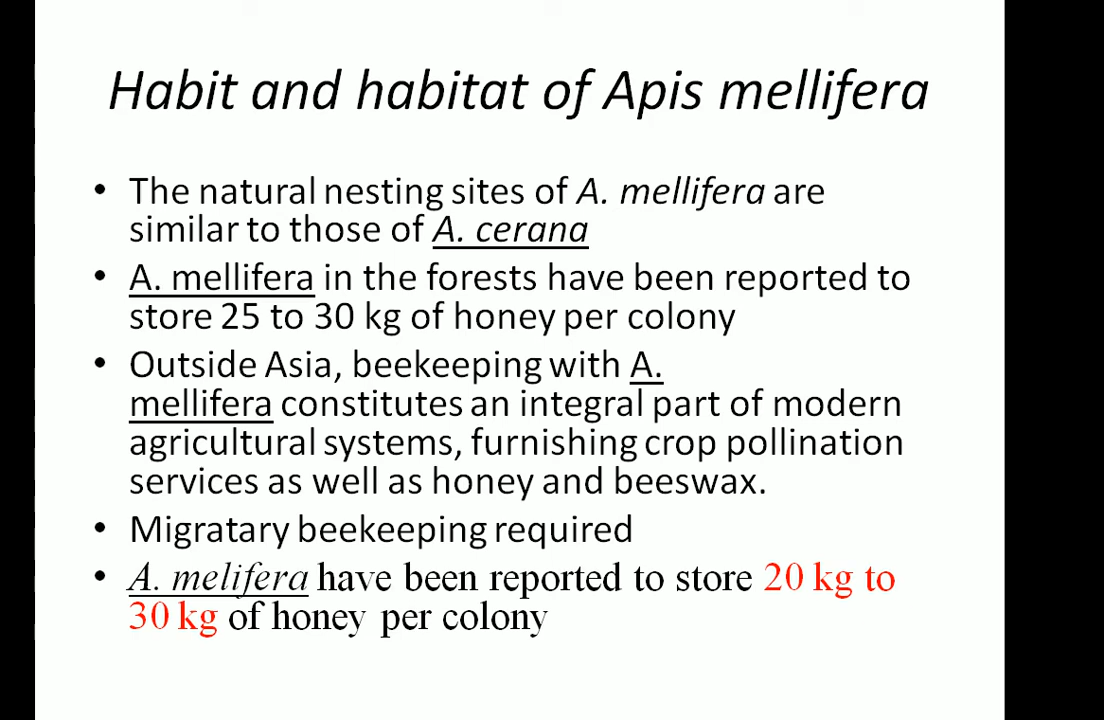 Habit and habitat of Apis mellifera
• The natural nesting sites of A. mellifera are
similar to those of A. cerana
• A. mellifera in the forests have been reported to
store 25 to 30 kg of honey per colony
• Outside Asia, beekeeping with A.
mellifera constitutes an integral part of modern
agricultural systems, furnishing crop pollination
services as well as honey and beeswax.
• Migratary beekeeping required
• A. melifera have been reported to store 20 kg to
30 kg of honey per colony